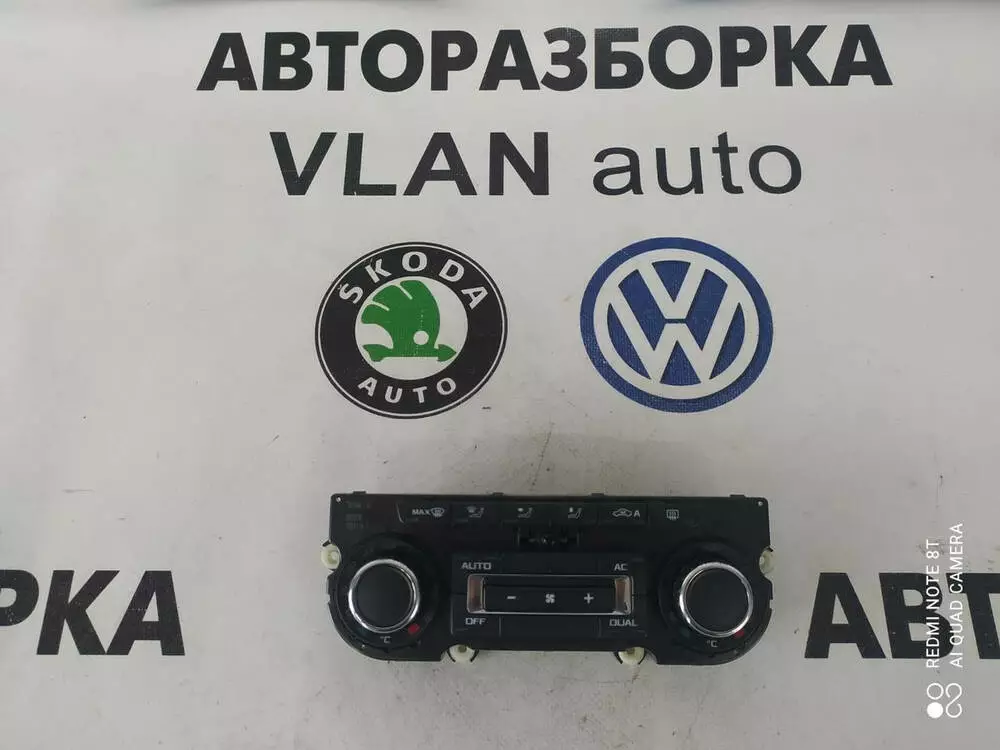 АВТОРАЗБОРКА
VLAN auto
ŠKODA
AUTO
MAX
A
AUTO
AC
OFF
DUAL
°C
°C
РКА
АВТ
REDMI NOTE 8T
AI QUAD CAMERA